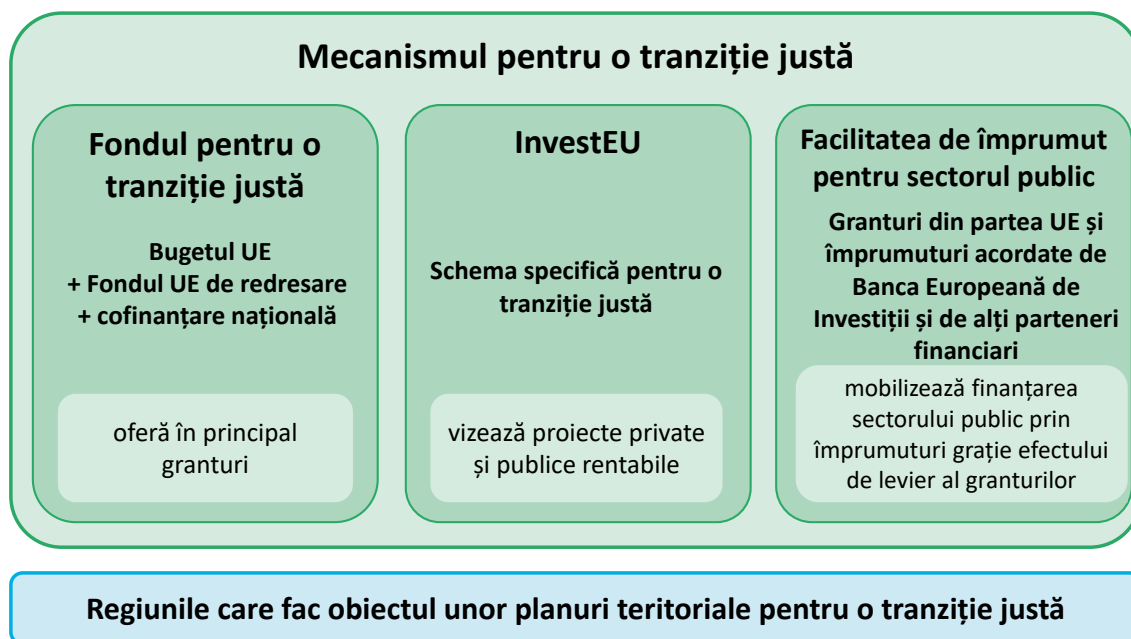 Mecanismul pentru o tranziție justă
Fondul pentru o
tranziție justă
Bugetul UE
+ Fondul UE de redresare
+ cofinanțare națională
oferă în principal
granturi
InvestEU
Schema specifică pentru o
tranziție justă
vizează proiecte private
și publice rentabile
Facilitatea de împrumut
pentru sectorul public
Granturi din partea UE și
împrumuturi acordate de
Banca Europeană de
Investiții și de alți parteneri
financiari
mobilizează finanțarea
sectorului public prin
împrumuturi grație efectului
de levier al granturilor
Regiunile care fac obiectul unor planuri teritoriale pentru o tranziție justă